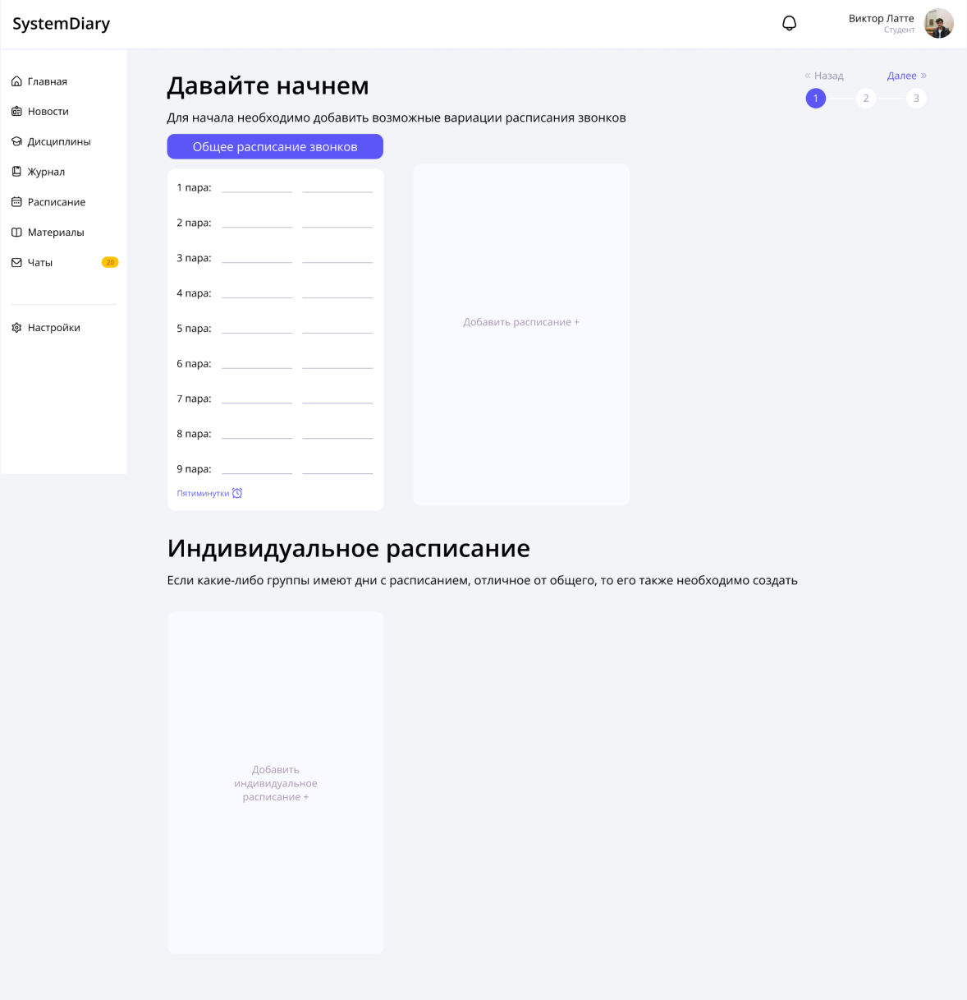 SystemDiary
Виктор Латте
Студент
Главная
Новости
Дисциплины
Журнал
Расписание
Материалы
Чаты 20
Настройки
« Назад Далее »
1 2 3
Давайте начнем
Для начала необходимо добавить возможные вариации расписания звонков
Общее расписание звонков
1 пара:
2 пара:
3 пара:
4 пара:
5 пара:
6 пара:
7 пара:
8 пара:
9 пара:
Пятиминутки
Добавить расписание +
Индивидуальное расписание
Если какие-либо группы имеют дни с расписанием, отличное от общего, то его также необходимо создать
Добавить
индивидуальное
расписание +